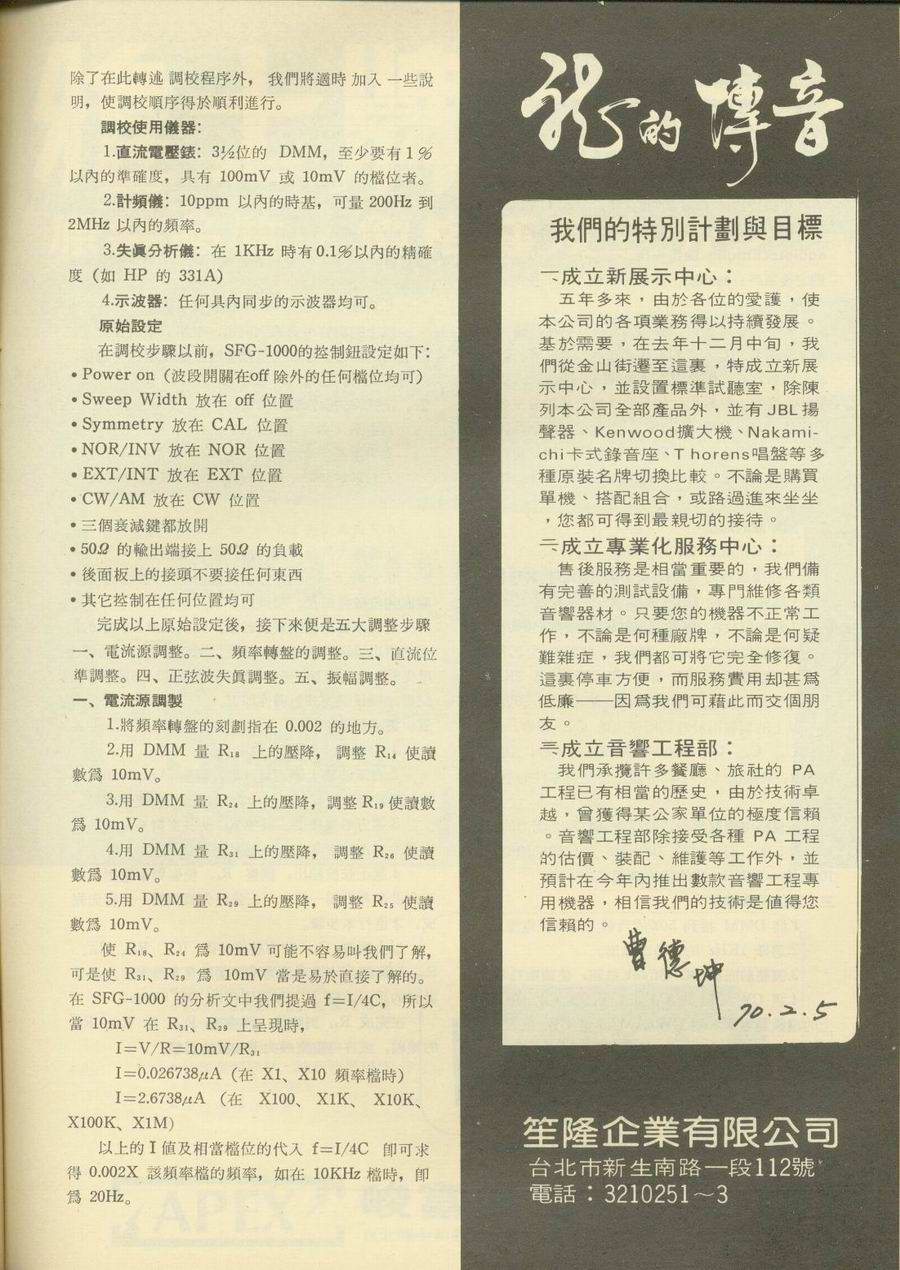 除了在此轉述調校程序外，我們將適時加入一些說
明，使調校順序得於順利進行。
調校使用儀器：
1.直流電壓錶：3½位的 DMM，至少要有1％
以內的準確度，具有 100mV 或 10mV 的檔位者。
2.計頻儀：10ppm 以內的時基，可量 200Hz 到
2MHz 以內的頻率。
3.失眞分析儀：在 1KHz 時有0.1％以內的精確
度（如 HP 的 331A）
4.示波器：任何具內同步的示波器均可。
原始設定
在調校步驟以前，SFG-1000的控制鈕設定如下：
•Power on（波段開關在off 除外的任何檔位均可）
•Sweep Width 放在 off 位置
•Symmetry 放在 CAL 位置
•NOR/INV 放在 NOR 位置
•EXT/INT 放在 EXT 位置
•CW/AM 放在 CW 位置
•三個衰減鍵都放開
•50Ω 的輸出端接上 50Ω 的負載
•後面板上的接頭不要接任何東西
•其它控制在任何位置均可
完成以上原始設定後，接下來便是五大調整步驟
一、電流源調整。二、頻率轉盤的調整。三、直流位
準調整。四、正弦波失眞調整。五、振幅調整。
一、電流源調製
1.將頻率轉盤的刻劃指在 0.002 的地方。
2.用 DMM 量 R₁₈ 上的壓降，調整 R₁₄ 使讀
數爲 10mV。
3.用 DMM 量 R₂₄ 上的壓降，調整 R₁₉ 使讀數
爲 10mV。
4.用 DMM 量 R₃₁ 上的壓降，調整 R₂₆ 使讀
數爲 10mV。
5.用 DMM 量 R₂₉ 上的壓降，調整 R₂₅ 使讀
數爲 10mV。
使 R₁₈、R₂₄ 爲 10mV 可能不容易叫我們了解，
可是使 R₃₁、R₂₉ 爲 10mV 當是易於直接了解的。
在 SFG-1000 的分析文中我們提過 f=I/4C，所以
當 10mV 在 R₃₁、R₂₉ 上呈現時，
I=V/R=10mV/R₃₁
I=0.026738μA（在 X1、X10 頻率檔時）
I=2.6738μA（在 X100、X1K、X10K、
X100K、X1M）
以上的 I 值及相當檔位的代入 f=I/4C 卽可求
得 0.002X 該頻率檔的頻率，如在 10KHz 檔時，卽
爲 20Hz。
龍的傳音
我們的特別計劃與目標
一、成立新展示中心：
五年多來，由於各位的愛護，使
本公司的各項業務得以持續發展。
基於需要，在去年十二月中旬，我
們從金山街遷至這裏，特成立新展
示中心，並設置標準試聽室，除陳
列本公司全部產品外，並有JBL揚
聲器、Kenwood擴大機、Nakami-
chi卡式錄音座、Thorens唱盤等多
種原裝名牌切換比較。不論是購買
單機、搭配組合，或路過進來坐坐
，您都可得到最親切的接待。
二、成立專業化服務中心：
售後服務是相當重要的，我們備
有完善的測試設備，專門維修各類
音響器材。只要您的機器不正常工
作，不論是何種廠牌，不論是何疑
難雜症，我們都可將它完全修復。
這裏停車方便，而服務費用却甚爲
低廉——因爲我們可藉此而交個朋
友。
三、成立音響工程部：
我們承攬許多餐廳、旅社的 PA
工程已有相當的歷史，由於技術卓
越，曾獲得某公家單位的極度信賴
。音響工程部除接受各種 PA 工程
的估價、裝配、維護等工作外，並
預計在今年內推出數款音響工程專
用機器，相信我們的技術是值得您
信賴的。
曹德坤
70.2.5
笙隆企業有限公司
台北市新生南路一段112號
電話：3210251～3